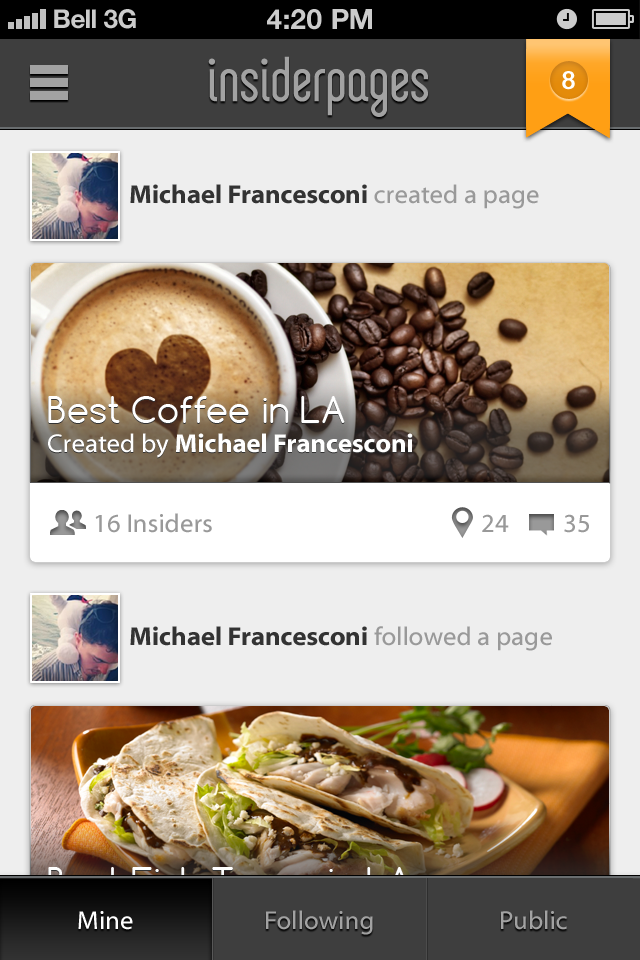 Bell 3G 4:20 PM
insiderpages 8
Michael Francesconi created a page
Best Coffee in LA
Created by Michael Francesconi
16 Insiders 24 35
Michael Francesconi followed a page
Mine Following Public